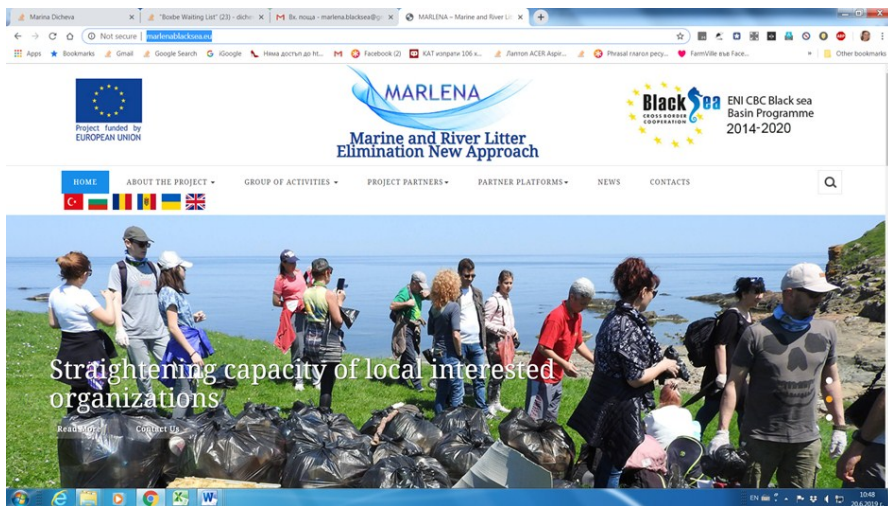 Marina Dicheva
"Boxbe Waiting List" (23) - diche
Вх. поща - marlena.blacksea@g
MARLENA – Marine and River Lit
Not secure | marlenablacksea.eu
Apps Bookmarks Gmail Google Search iGoogle Нема достъп до ht... Facebook (2) КАТ изпрати 106 х... Лаптоп ACER Aspir... Phrasal глагол ресу... FarmVille във Face... » Other bookmarks
Project funded by
EUROPEAN UNION
MARLENA
Marine and River Litter
Elimination New Approach
Black Sea
CROSS BORDER
COOPERATION
ENI CBC Black sea
Basin Programme
2014-2020
HOME ABOUT THE PROJECT GROUP OF ACTIVITIES PROJECT PARTNERS PARTNER PLATFORMS NEWS CONTACTS
Straightening capacity of local interested
organizations
Read More Contact Us
EN 10:48
20.6.2019 г.